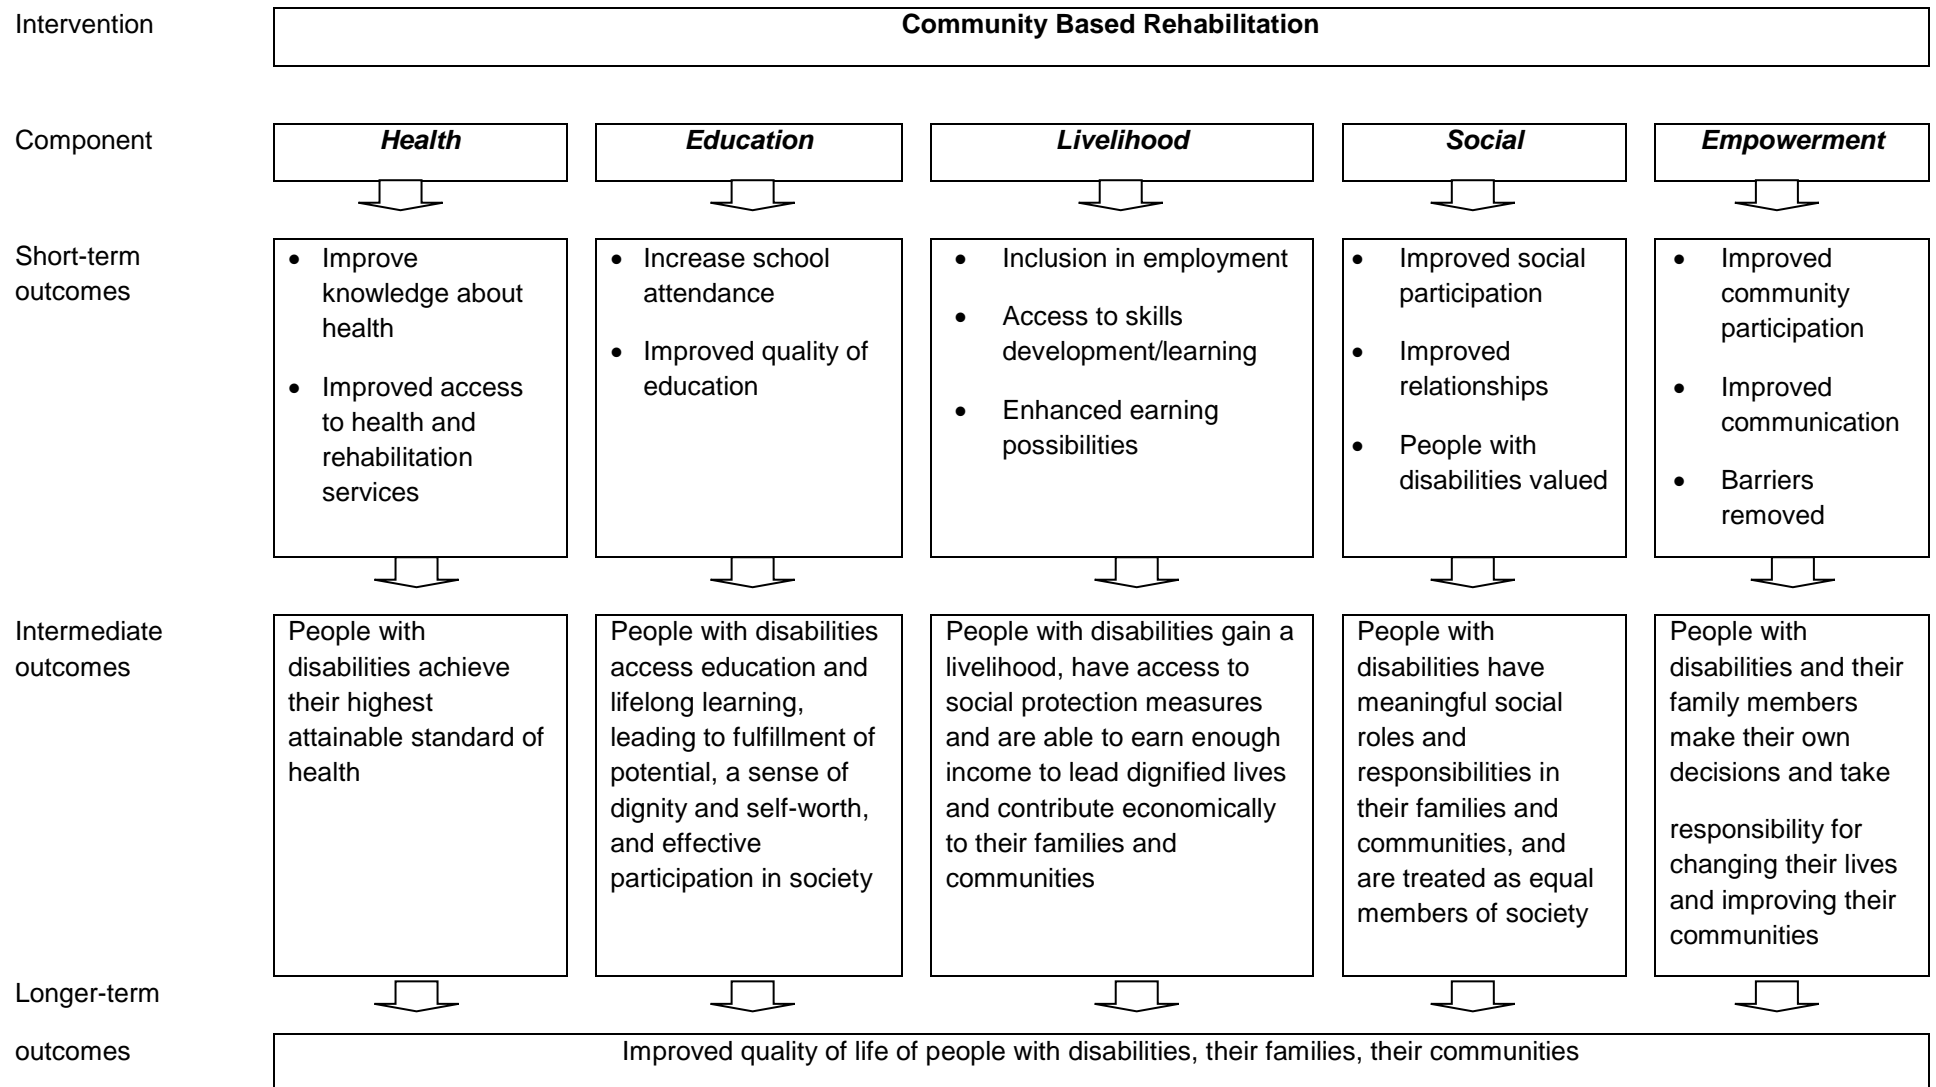 Intervention
Community Based Rehabilitation
Component
Health
Education
Livelihood
Social
Empowerment
Short-term
outcomes
• Improve
knowledge about
health
• Improved access
to health and
rehabilitation
services
• Increase school
attendance
• Improved quality of
education
• Inclusion in employment
• Access to skills
development/learning
• Enhanced earning
possibilities
• Improved social
participation
• Improved
relationships
• People with
disabilities valued
• Improved
community
participation
• Improved
communication
• Barriers
removed
Intermediate
outcomes
People with
disabilities achieve
their highest
attainable standard of
health
People with disabilities
access education and
lifelong learning,
leading to fulfillment of
potential, a sense of
dignity and self-worth,
and effective
participation in society
People with disabilities gain a
livelihood, have access to
social protection measures
and are able to earn enough
income to lead dignified lives
and contribute economically
to their families and
communities
People with
disabilities have
meaningful social
roles and
responsibilities in
their families and
communities, and
are treated as equal
members of society
People with
disabilities and their
family members
make their own
decisions and take
responsibility for
changing their lives
and improving their
communities
Longer-term
outcomes
Improved quality of life of people with disabilities, their families, their communities